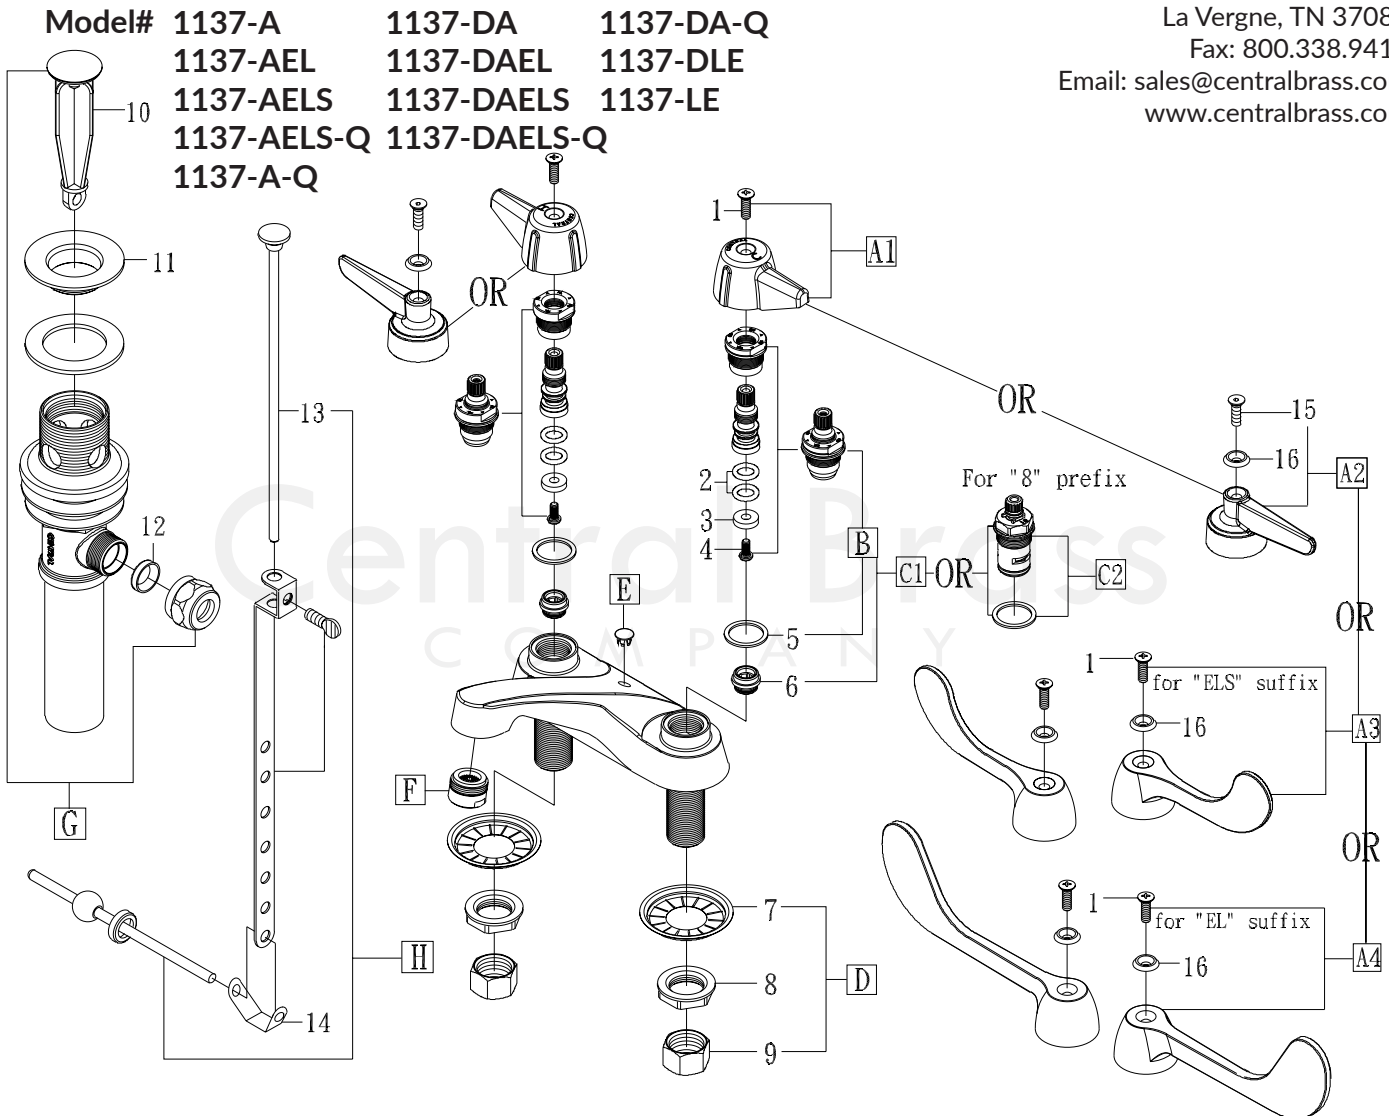 Model# 1137-A 1137-DA 1137-DA-Q
1137-AEL 1137-DAEL 1137-DLE
1137-AELS 1137-DAELS 1137-LE
1137-AELS-Q 1137-DAELS-Q
1137-A-Q
La Vergne, TN 3708
Fax: 800.338.941
Email: sales@centralbrass.co
www.centralbrass.co
10
11
12
13
14
G
H
OR
CENTRAL
1
A1
2
3
4
5
6
B
C1 OR
For "8" prefix
C2
OR
15
16
A2
OR
E
F
7
8
9
D
1
for "ELS" suffix
16
A3
OR
1
for "EL" suffix
16
A4
Central Brass
COMPANY